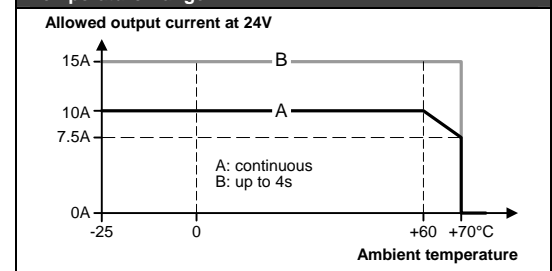 Allowed output current at 24V
15A
B
10A
A
7.5A
A: continuous
B: up to 4s
0A
-25
0
+60
+70°C
Ambient temperature